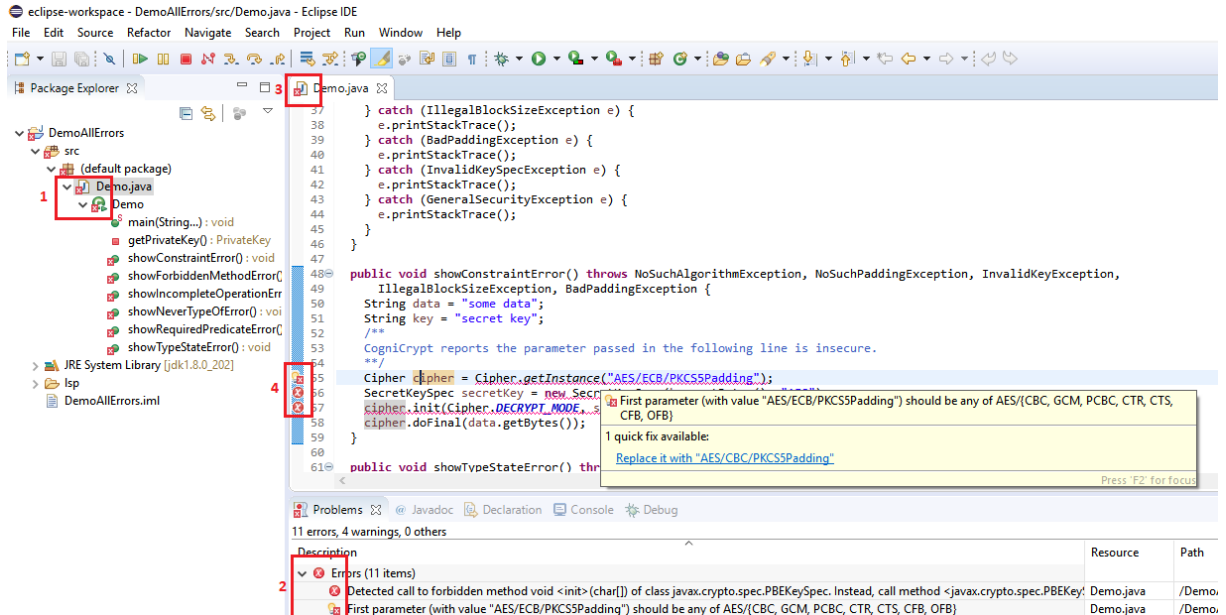 eclipse-workspace - DemoAllErrors/src/Demo.java - Eclipse IDE
File Edit Source Refactor Navigate Search Project Run Window Help
Package Explorer
DemoAllErrors
src
(default package)
1
Demo.java
Demo
main(String...) : void
getPrivateKey() : PrivateKey
showConstraintError() : void
showForbiddenMethodError(
showIncompleteOperationErr
showNeverTypeOfError() : voi
showRequiredPredicateError(
showTypeStateError() : void
JRE System Library [jdk1.8.0_202]
lsp
DemoAllErrors.iml
3
Demo.java
37 } catch (IllegalBlockSizeException e) {
38 e.printStackTrace();
39 } catch (BadPaddingException e) {
40 e.printStackTrace();
41 } catch (InvalidKeySpecException e) {
42 e.printStackTrace();
43 } catch (GeneralSecurityException e) {
44 e.printStackTrace();
45 }
46 }
47
48 public void showConstraintError() throws NoSuchAlgorithmException, NoSuchPaddingException, InvalidKeyException,
49 IllegalBlockSizeException, BadPaddingException {
50 String data = "some data";
51 String key = "secret key";
52 /**
53 CogniCrypt reports the parameter passed in the following line is insecure.
54 **/
4
55 Cipher cipher = Cipher.getInstance("AES/ECB/PKCS5Padding");
56 SecretKeySpec secretKey = new Secr
57 cipher.init(Cipher.DECRYPT_MODE, s
58 cipher.doFinal(data.getBytes());
59 }
60
61 public void showTypeStateError() thr
First parameter (with value "AES/ECB/PKCS5Padding") should be any of AES/{CBC, GCM, PCBC, CTR, CTS,
CFB, OFB}
1 quick fix available:
Replace it with "AES/CBC/PKCS5Padding"
Press 'F2' for focus
Problems @ Javadoc Declaration Console Debug
11 errors, 4 warnings, 0 others
Description Resource Path
2
Errors (11 items)
Detected call to forbidden method void <init>(char[]) of class javax.crypto.spec.PBEKeySpec. Instead, call method <javax.crypto.spec.PBEKey Demo.java /DemoA
First parameter (with value "AES/ECB/PKCS5Padding") should be any of AES/{CBC, GCM, PCBC, CTR, CTS, CFB, OFB} Demo.java /DemoA